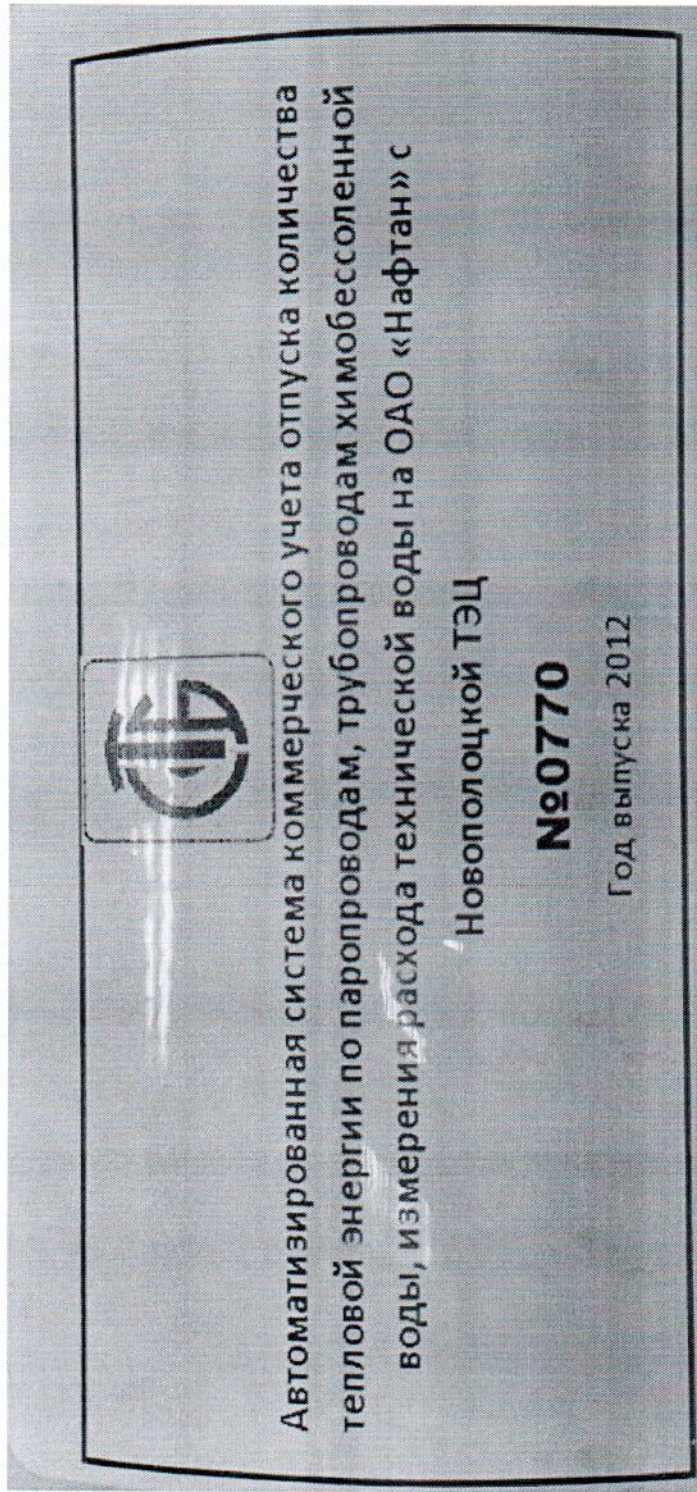 Автоматизированная система коммерческого учета отпуска количества
тепловой энергии по паропроводам, трубопроводам химобессоленной
воды, измерения расхода технической воды на ОАО «Нафтан» с
Новополоцкой ТЭЦ
№0770
Год выпуска 2012